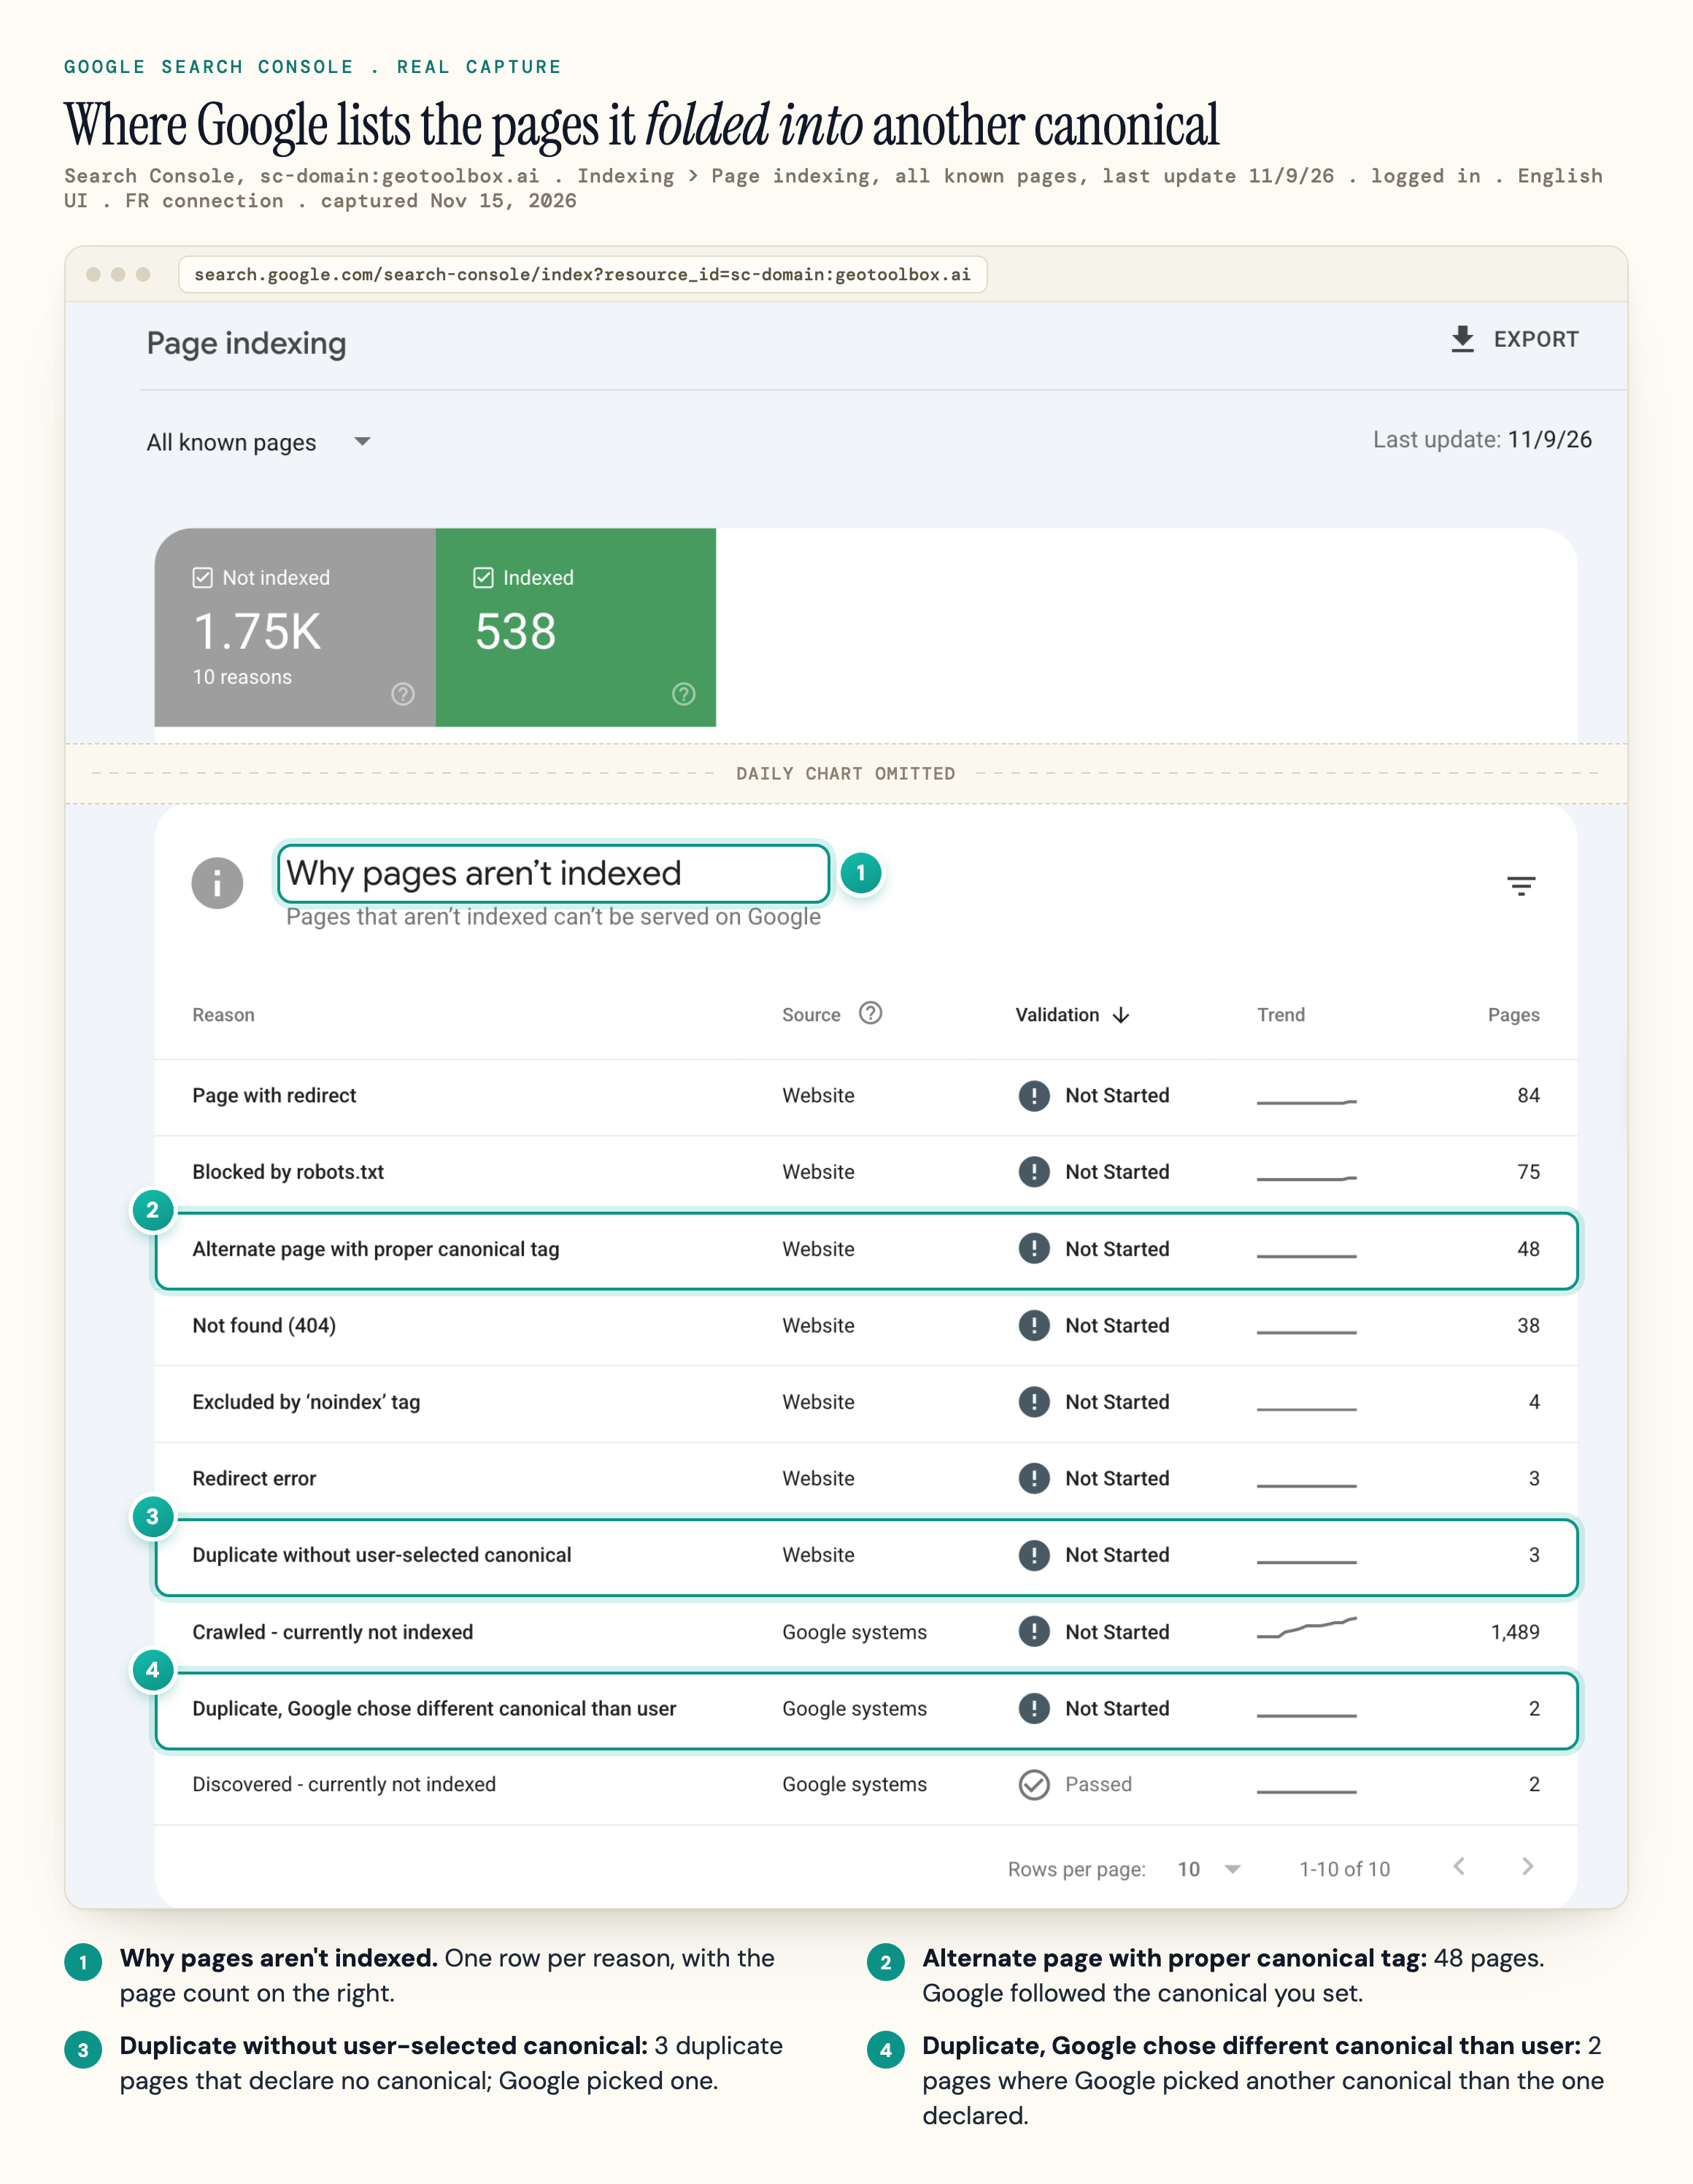 GOOGLE SEARCH CONSOLE . REAL CAPTURE
Where Google lists the pages it folded into another canonical
Search Console, sc-domain:geotoolbox.ai . Indexing > Page indexing, all known pages, last update 11/9/26 . logged in . English
UI . FR connection . captured Nov 15, 2026
search.google.com/search-console/index?resource_id=sc-domain:geotoolbox.ai
Page indexing
EXPORT
All known pages
Last update: 11/9/26
Not indexed
1.75K
10 reasons
Indexed
538
DAILY CHART OMITTED
Why pages aren’t indexed
1
Pages that aren’t indexed can’t be served on Google
Reason Source Validation Trend Pages
Page with redirect Website Not Started 84
Blocked by robots.txt Website Not Started 75
2
Alternate page with proper canonical tag Website Not Started 48
Not found (404) Website Not Started 38
Excluded by ‘noindex’ tag Website Not Started 4
Redirect error Website Not Started 3
3
Duplicate without user-selected canonical Website Not Started 3
Crawled - currently not indexed Google systems Not Started 1,489
4
Duplicate, Google chose different canonical than user Google systems Not Started 2
Discovered - currently not indexed Google systems Passed 2
Rows per page: 10 1-10 of 10
1 Why pages aren't indexed. One row per reason, with the
page count on the right.
2 Alternate page with proper canonical tag: 48 pages.
Google followed the canonical you set.
3 Duplicate without user-selected canonical: 3 duplicate
pages that declare no canonical; Google picked one.
4 Duplicate, Google chose different canonical than user: 2
pages where Google picked another canonical than the one
declared.